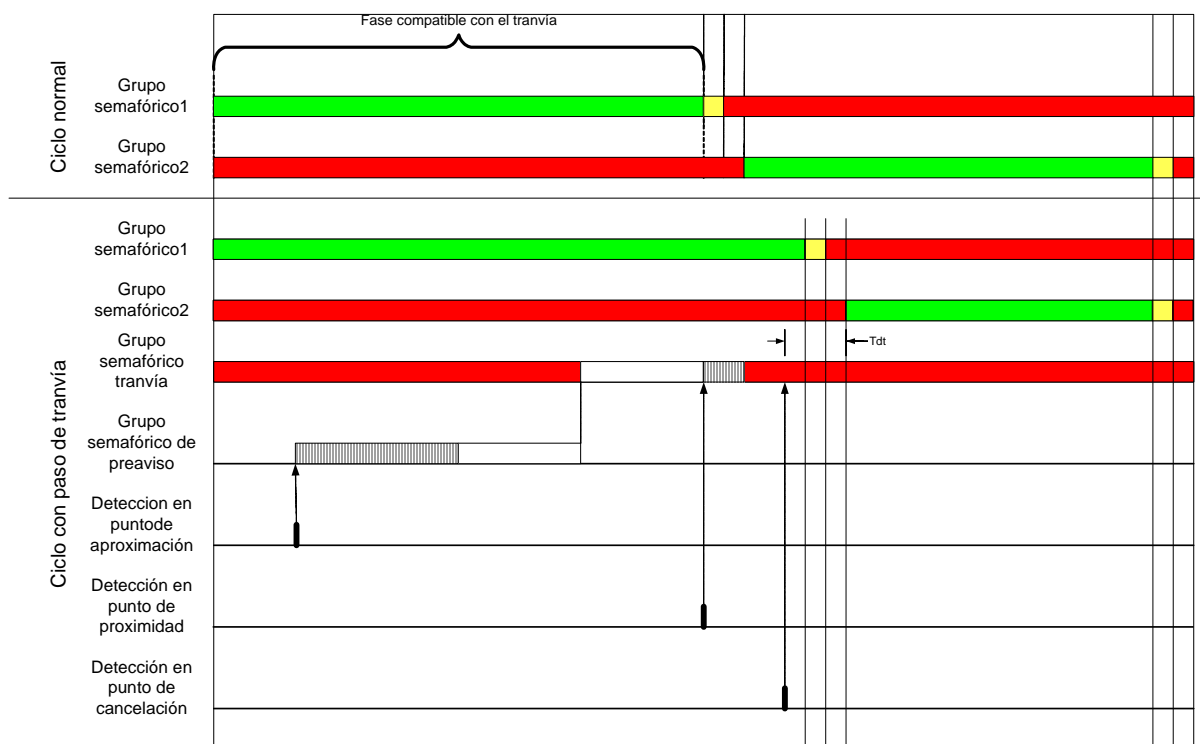 Fase compatible con el tranvía
Ciclo normal
Grupo
semafórico1
Grupo
semafórico2
Ciclo con paso de tranvía
Grupo
semafórico1
Grupo
semafórico2
Grupo
semafórico
tranvía
Tdt
Grupo
semafórico de
preaviso
Deteccion en
puntode
aproximación
Detección en
punto de
proximidad
Detección en
punto de
cancelación